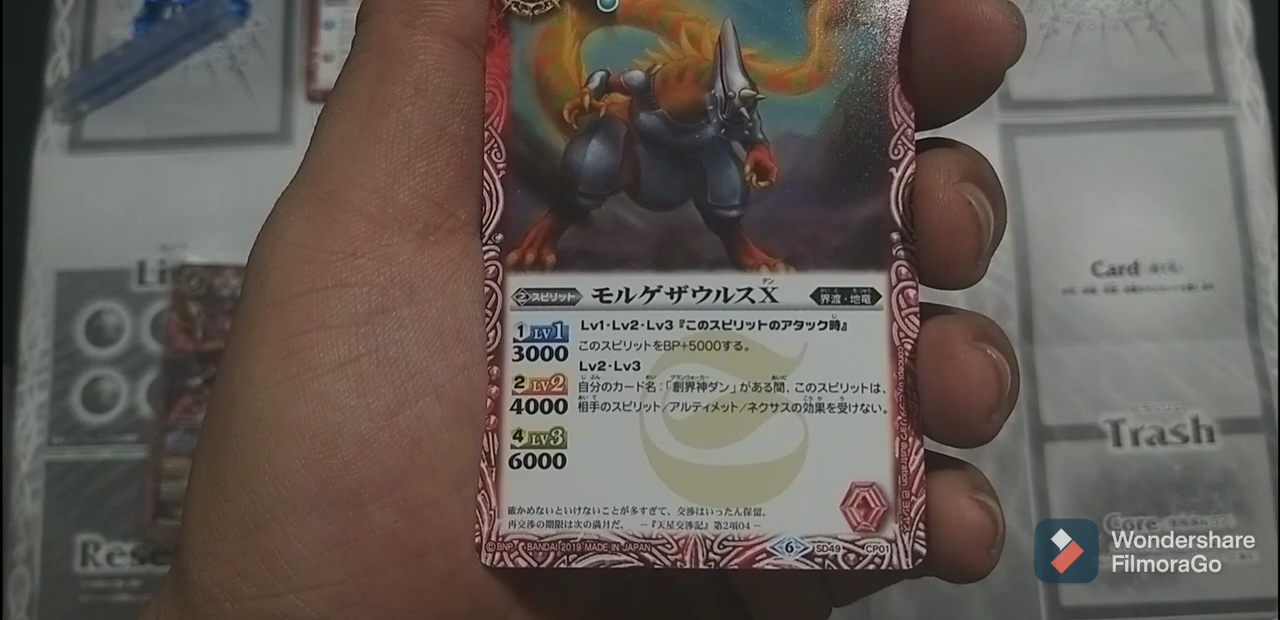 ②スピリット モルゲザウルスX 界渡・地竜
1 LV1
3000
2 LV2
4000
4 LV3
6000
Lv1・Lv2・Lv3『このスピリットのアタック時』
このスピリットをBP+5000する。
Lv2・Lv3
自分のカード名:「創界神ダン」がある間、このスピリットは、
相手のスピリット/アルティメット/ネクサスの効果を受けない。
確かめないといけないことが多すぎて、交渉はいったん保留。
再交渉の期限は次の満月だ。 ー『天星交渉記』第2項04ー
©BNP BANDAI 2019 MADE IN JAPAN 6 SD49 CP01
Card
Trash
Core
Wondershare
FilmoraGo